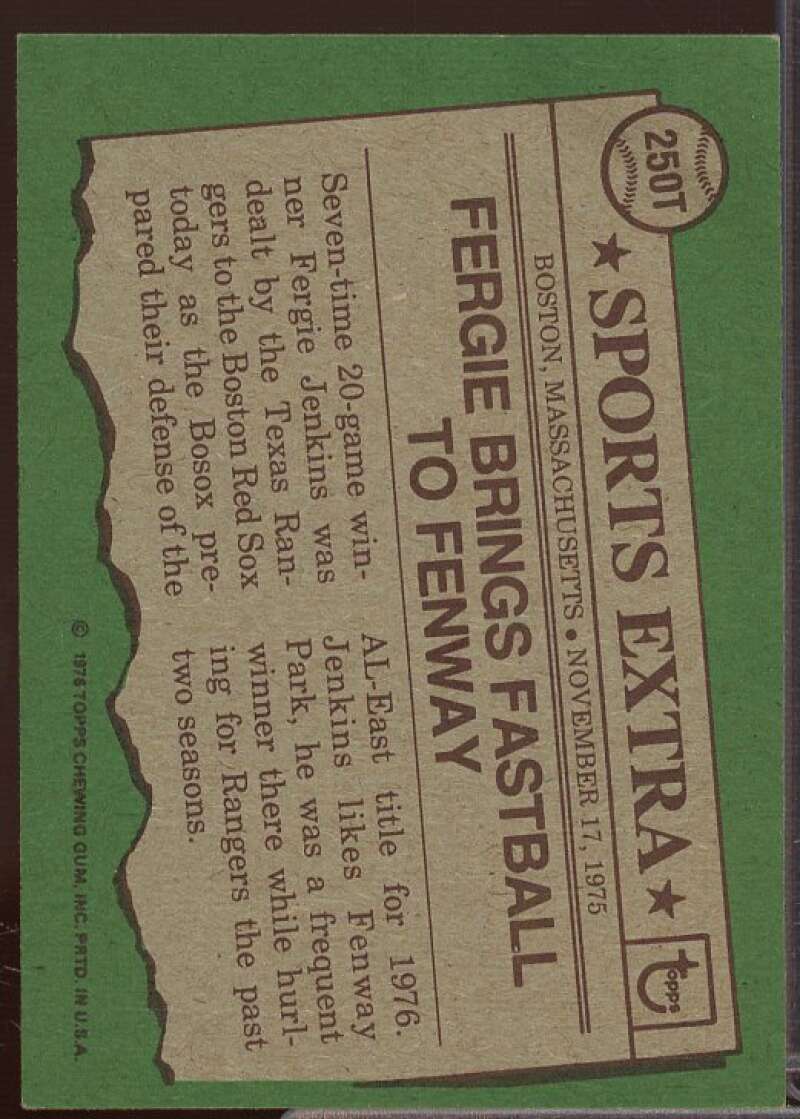 250T
★ SPORTS EXTRA ★
topps
BOSTON, MASSACHUSETTS • NOVEMBER 17, 1975
FERGIE BRINGS FASTBALL
TO FENWAY
Seven-time 20-game win-
ner Fergie Jenkins was
dealt by the Texas Ran-
gers to the Boston Red Sox
today as the Bosox pre-
pared their defense of the
AL-East title for 1976.
Jenkins likes Fenway
Park, he was a frequent
winner there while hurl-
ing for Rangers the past
two seasons.
© 1976 TOPPS CHEWING GUM, INC. PRTD. IN U.S.A.